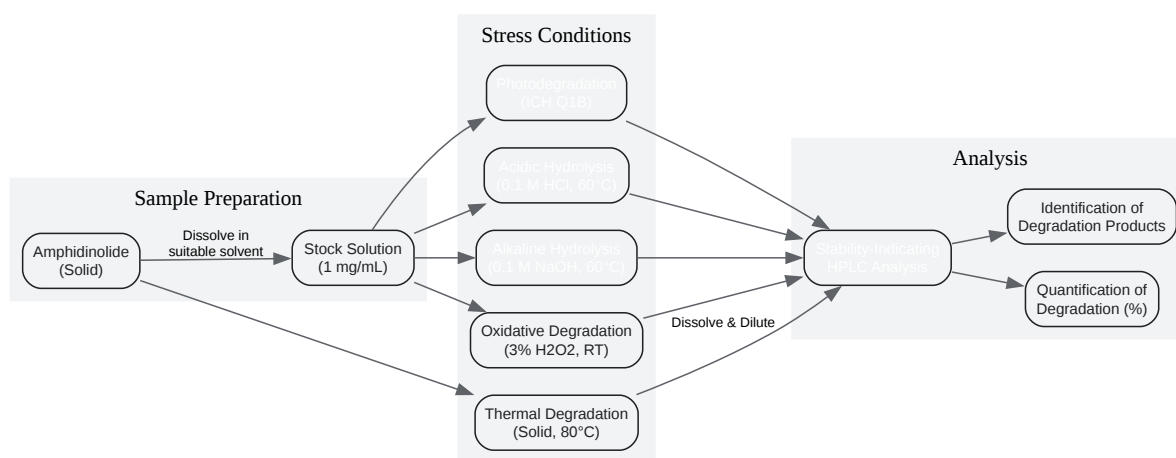 Stress Conditions
Photodegradation
(ICH Q1B)
Acidic Hydrolysis
(0.1 M HCl, 60°C)
Analysis
Sample Preparation
Identification of
Degradation Products
Dissolve in
suitable solvent
Amphidinolide
(Solid)
Stock Solution
(1 mg/mL)
Alkaline Hydrolysis
(0.1 M NaOH, 60°C)
Stability-Indicating
HPLC Analysis
Quantification of
Degradation (%)
Oxidative Degradation
(3% H2O2, RT)
Dissolve & Dilute
Thermal Degradation
(Solid, 80°C)